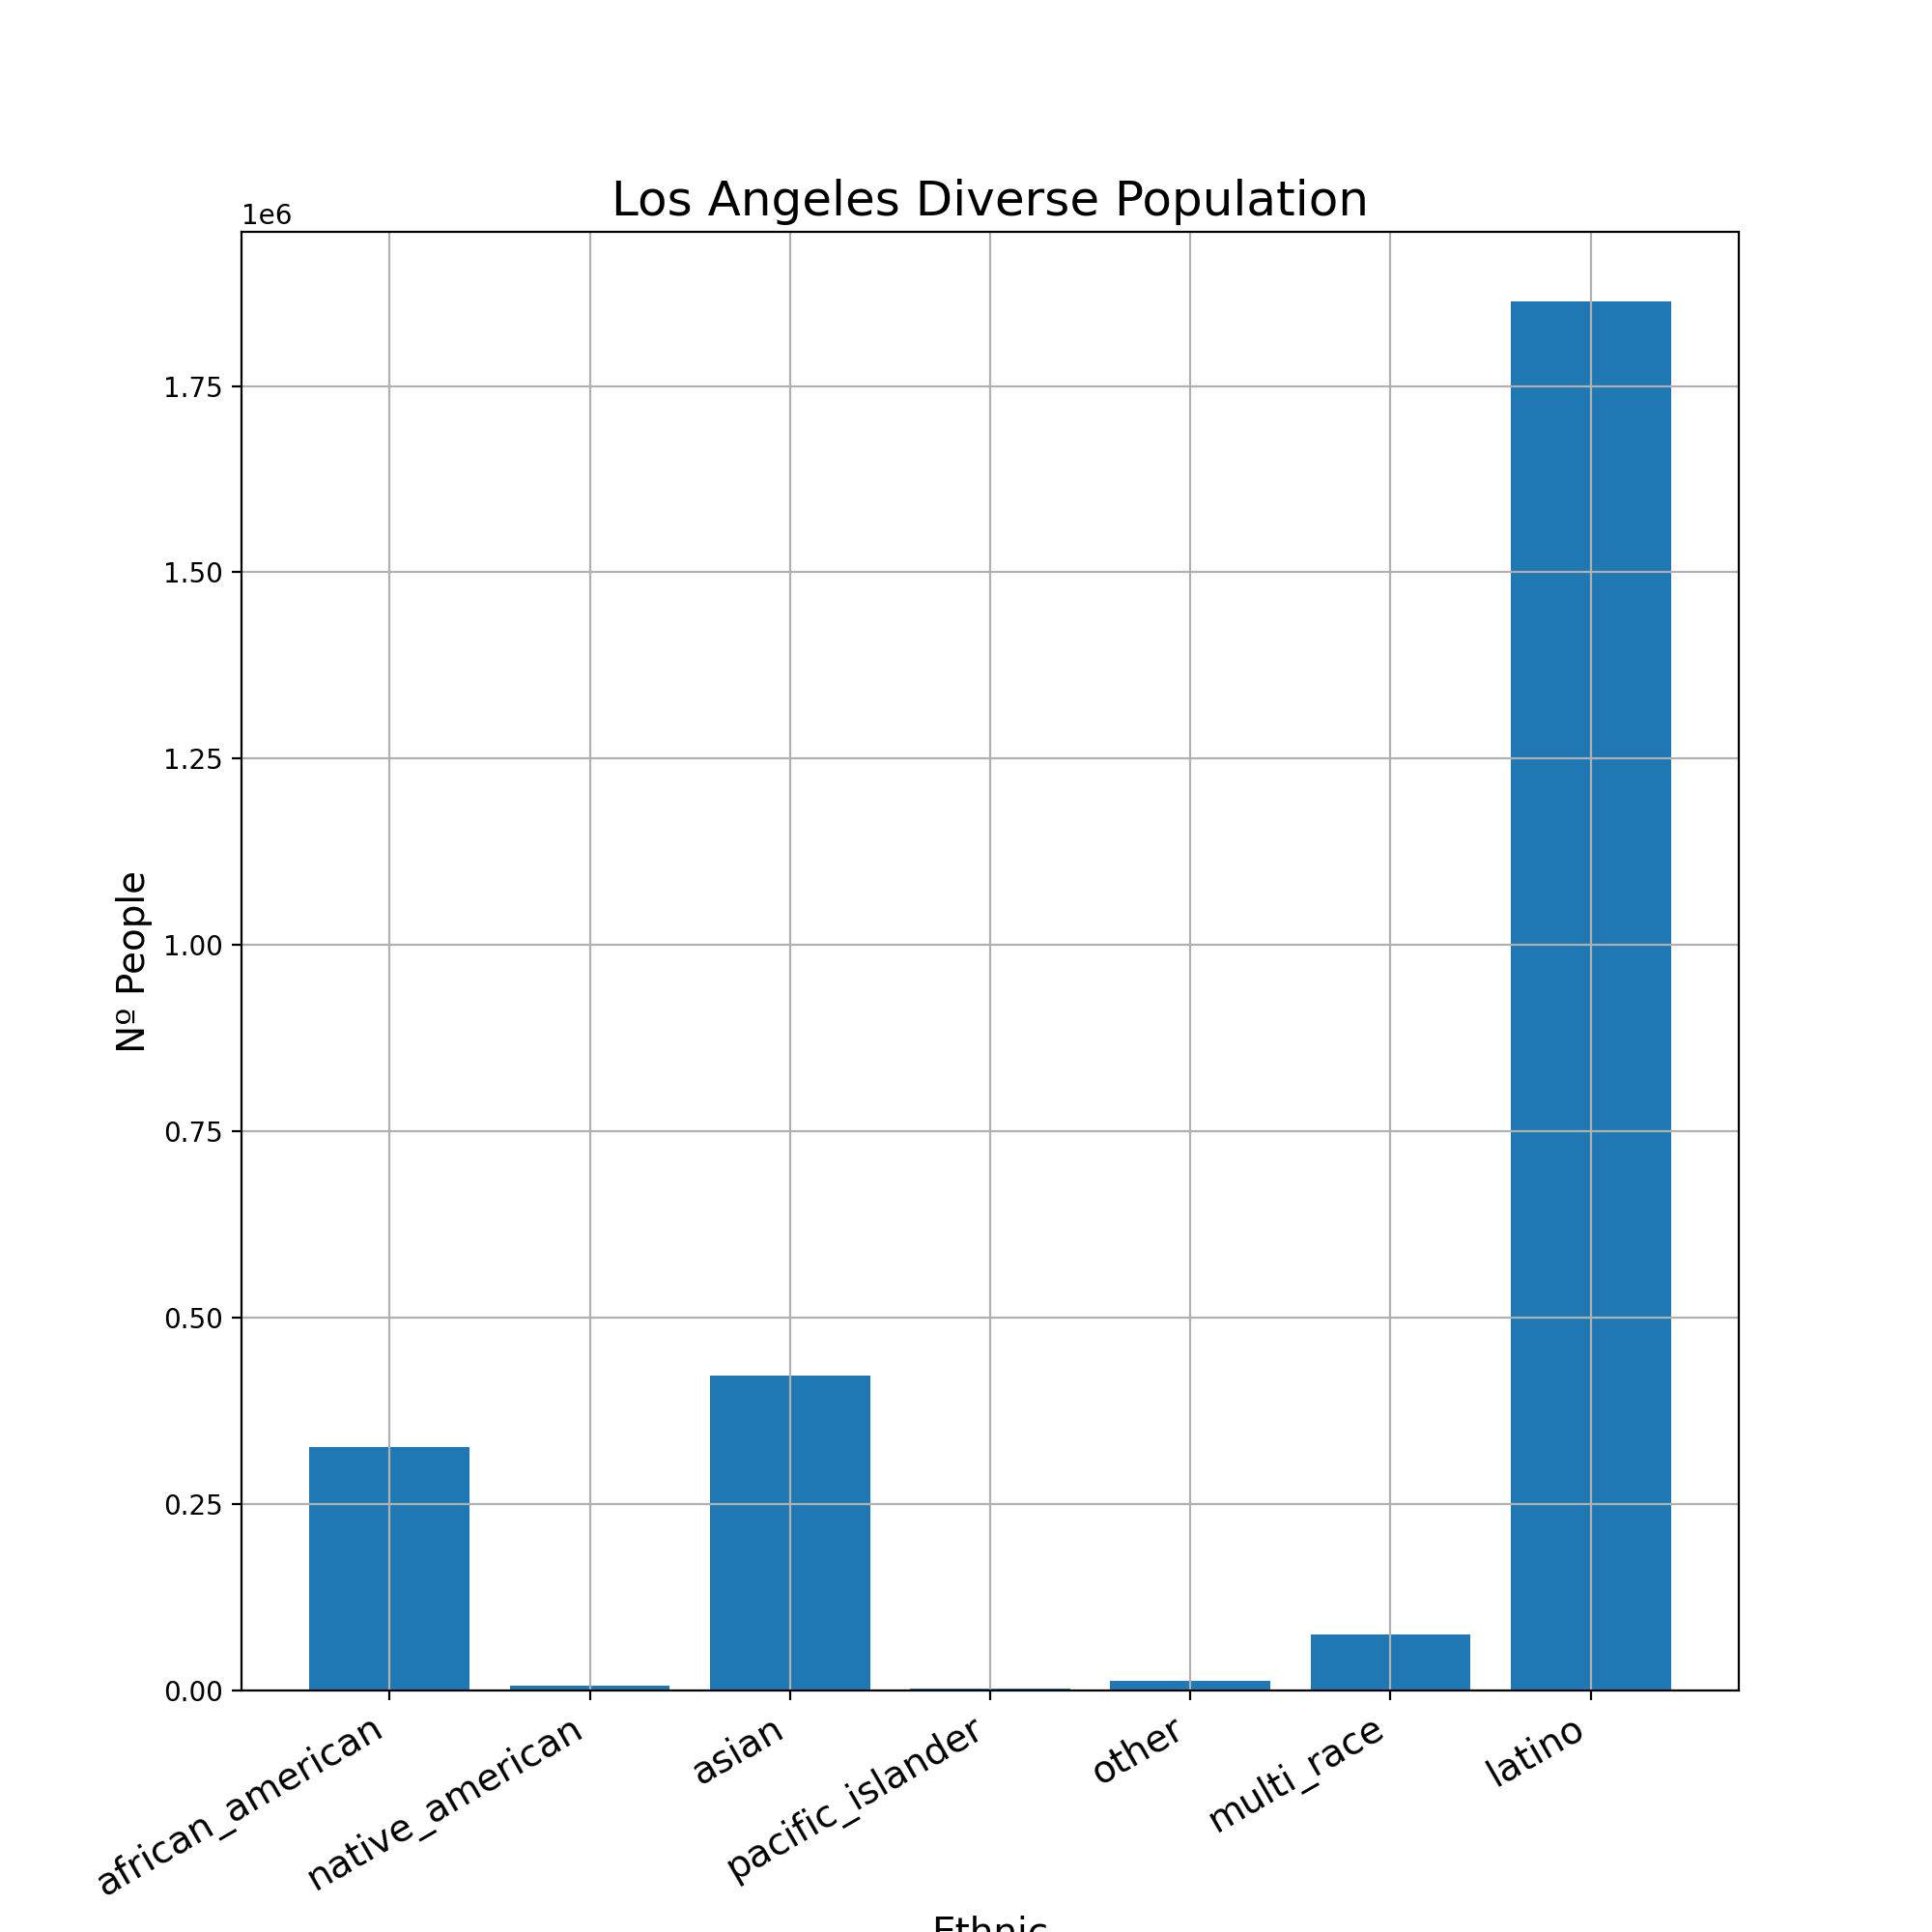 Los Angeles Diverse Population
1e6
1.75
1.50
1.25
1.00
0.75
0.50
0.25
0.00
Nº People
african_american
native_american
asian
pacific_islander
other
multi_race
latino
Ethnic